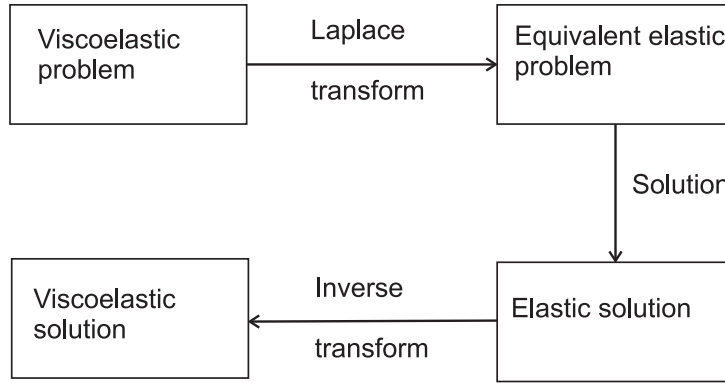 Viscoelastic
problem
Laplace
transform
Equivalent elastic
problem
Solution
Elastic solution
Inverse
transform
Viscoelastic
solution